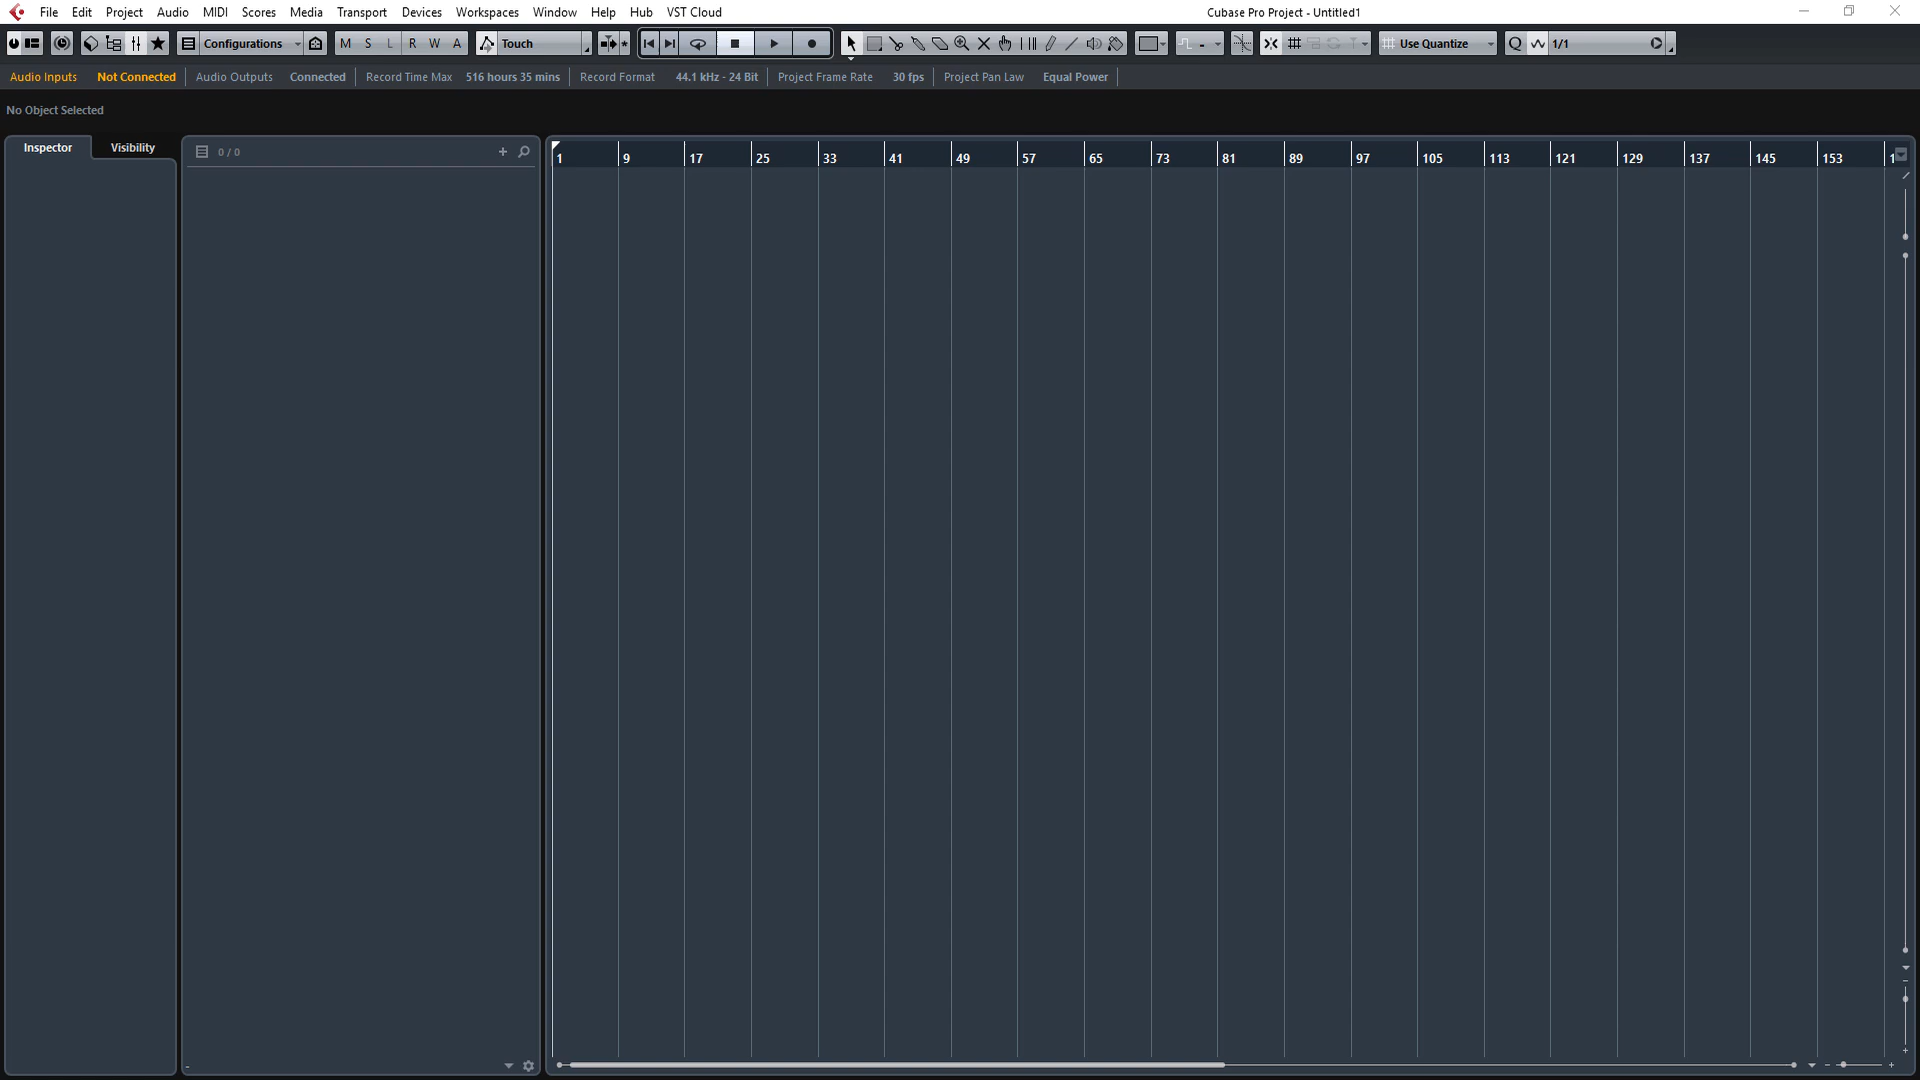 File Edit Project Audio MIDI Scores Media Transport Devices Workspaces Window Help Hub VST Cloud Cubase Pro Project - Untitled1
Configurations M S L R W A Touch Use Quantize Q 1/1
Audio Inputs Not Connected Audio Outputs Connected Record Time Max 516 hours 35 mins Record Format 44.1 kHz - 24 Bit Project Frame Rate 30 fps Project Pan Law Equal Power
No Object Selected
Inspector Visibility 0 / 0
1 9 17 25 33 41 49 57 65 73 81 89 97 105 113 121 129 137 145 153 1